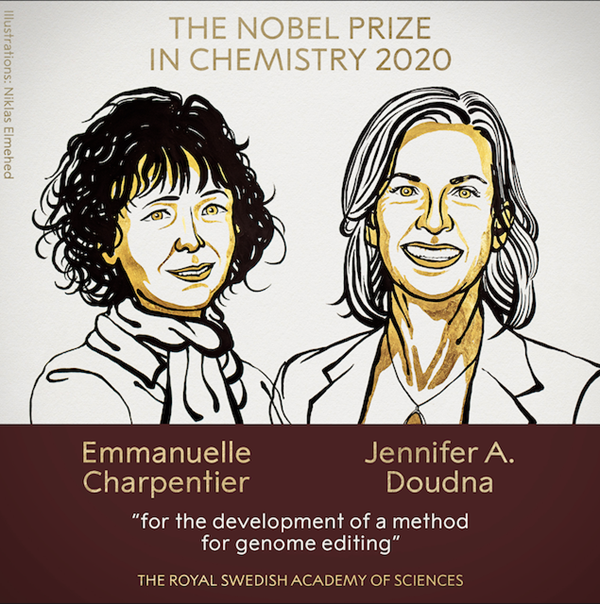 THE NOBEL PRIZE
IN CHEMISTRY 2020
Illustrations: Niklas Elmehed
Emmanuelle
Charpentier
Jennifer A.
Doudna
“for the development of a method
for genome editing”
THE ROYAL SWEDISH ACADEMY OF SCIENCES